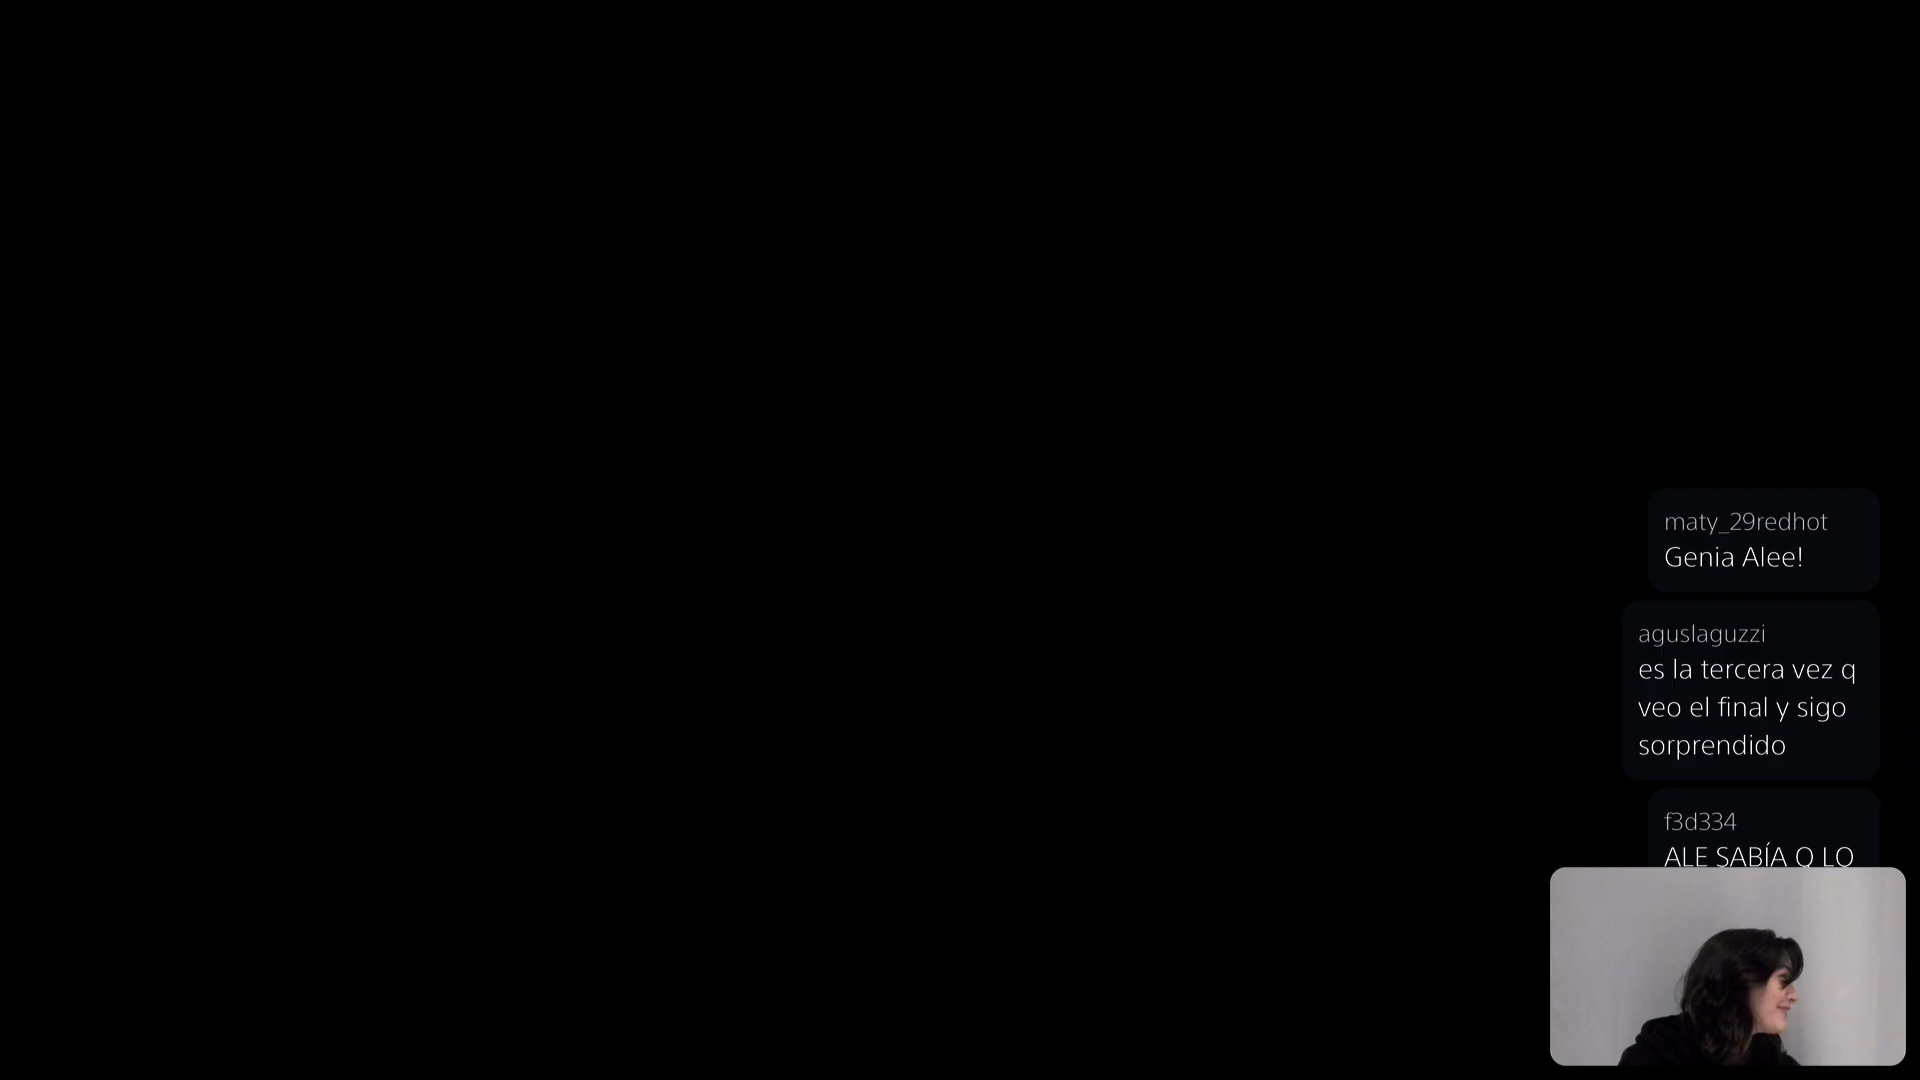 maty_29redhot
Genia Alee!
aguslaguzzi
es la tercera vez q
veo el final y sigo
sorprendido
f3d334
ALE SABÍA Q LO